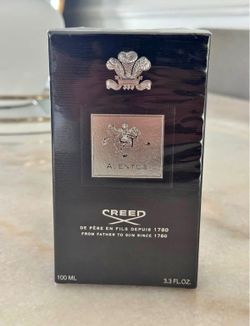 AVENTUS
CREED
DE PÈRE EN FILS DEPUIS 1760
FROM FATHER TO SON SINCE 1760
100 ML
3.3 FL.OZ.